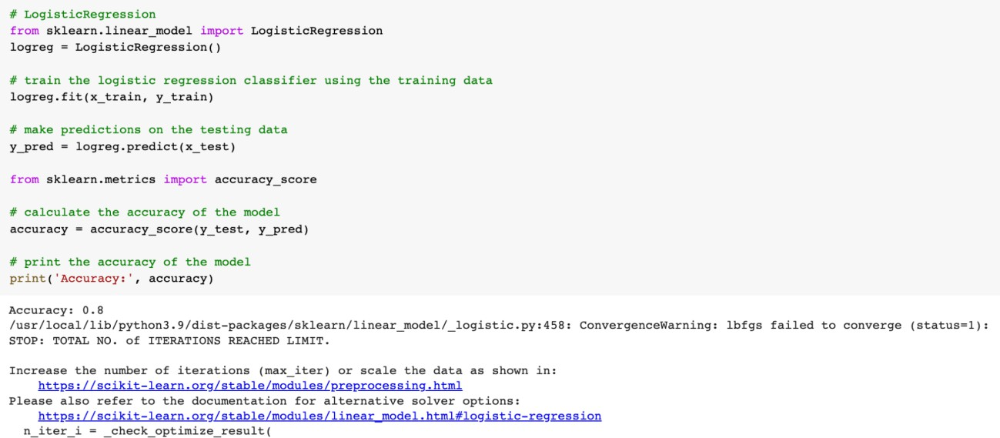 # LogisticRegression
from sklearn.linear_model import LogisticRegression
logreg = LogisticRegression()
# train the logistic regression classifier using the training data
logreg.fit(x_train, y_train)
# make predictions on the testing data
y_pred = logreg.predict(x_test)
from sklearn.metrics import accuracy_score
# calculate the accuracy of the model
accuracy = accuracy_score(y_test, y_pred)
# print the accuracy of the model
print('Accuracy:', accuracy)
Accuracy: 0.8
/usr/local/lib/python3.9/dist-packages/sklearn/linear_model/_logistic.py:458: ConvergenceWarning: lbfgs failed to converge (status=1):
STOP: TOTAL NO. of ITERATIONS REACHED LIMIT.
Increase the number of iterations (max_iter) or scale the data as shown in:
https://scikit-learn.org/stable/modules/preprocessing.html
Please also refer to the documentation for alternative solver options:
https://scikit-learn.org/stable/modules/linear_model.html#logistic-regression
n_iter_i = _check_optimize_result(